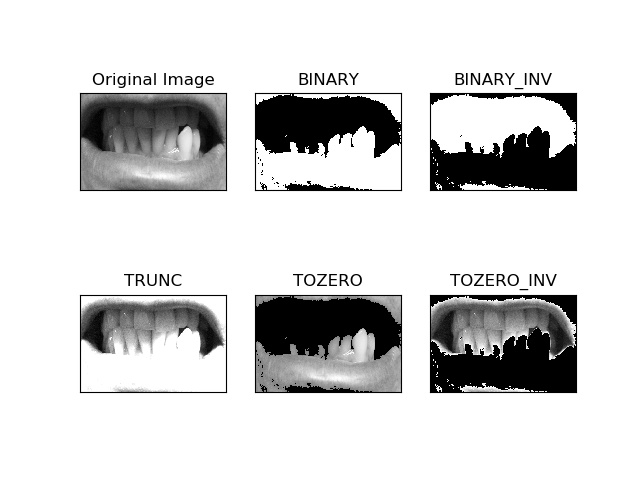 Original Image
BINARY
BINARY_INV
TRUNC
TOZERO
TOZERO_INV